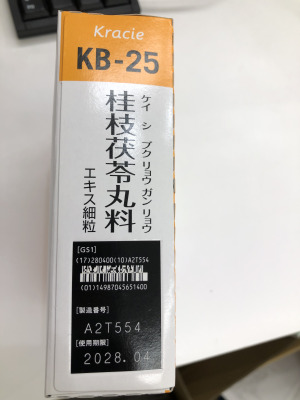 Kracie
KB-25
桂枝茯苓丸料
ケイ シ ブク リョウ ガン リョウ
エキス細粒
[GS1]
(17)280400(10)A2T554
(01)14987045651400
[製造番号]
A2T554
[使用期限]
2028.04